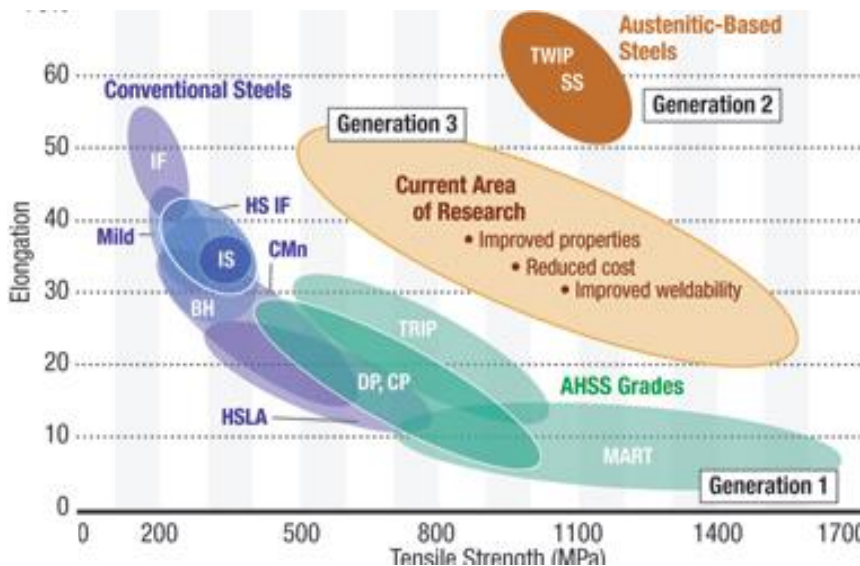 Austenitic-Based
Steels
TWIP
SS
60
Conventional Steels
Generation 2
Generation 3
50
IF
Current Area
of Research
• Improved properties
• Reduced cost
• Improved weldability
40
HS IF
Mild
CMn
IS
Elongation
30
BH
TRIP
20
DP, CP
AHSS Grades
HSLA
10
MART
Generation 1
0
0 200 500 800 1100 1400 1700
Tensile Strength (MPa)